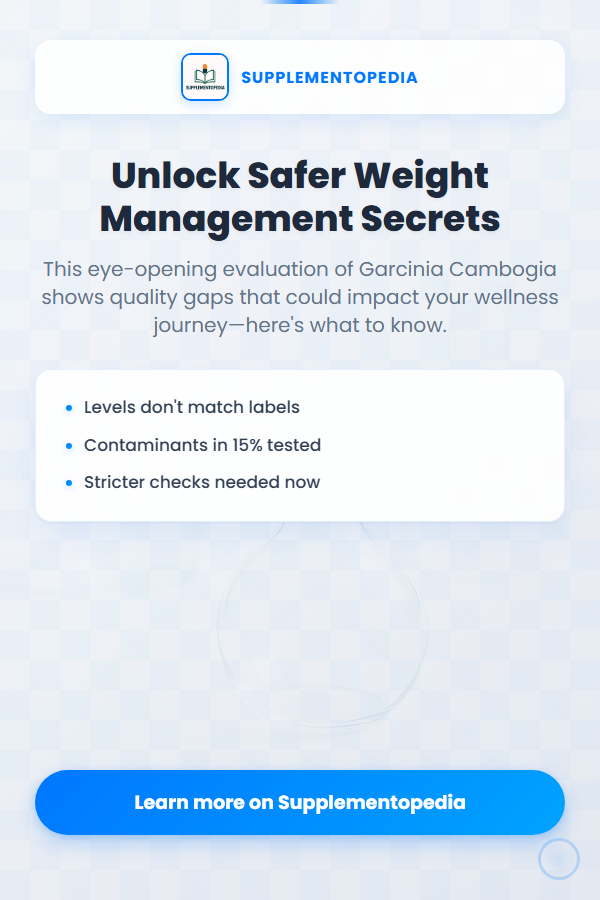 SUPPLEMENTOPEDIA
SUPPLEMENTOPEDIA
Unlock Safer Weight
Management Secrets
This eye-opening evaluation of Garcinia Cambogia
shows quality gaps that could impact your wellness
journey—here's what to know.
Levels don't match labels
Contaminants in 15% tested
Stricter checks needed now
Learn more on Supplementopedia